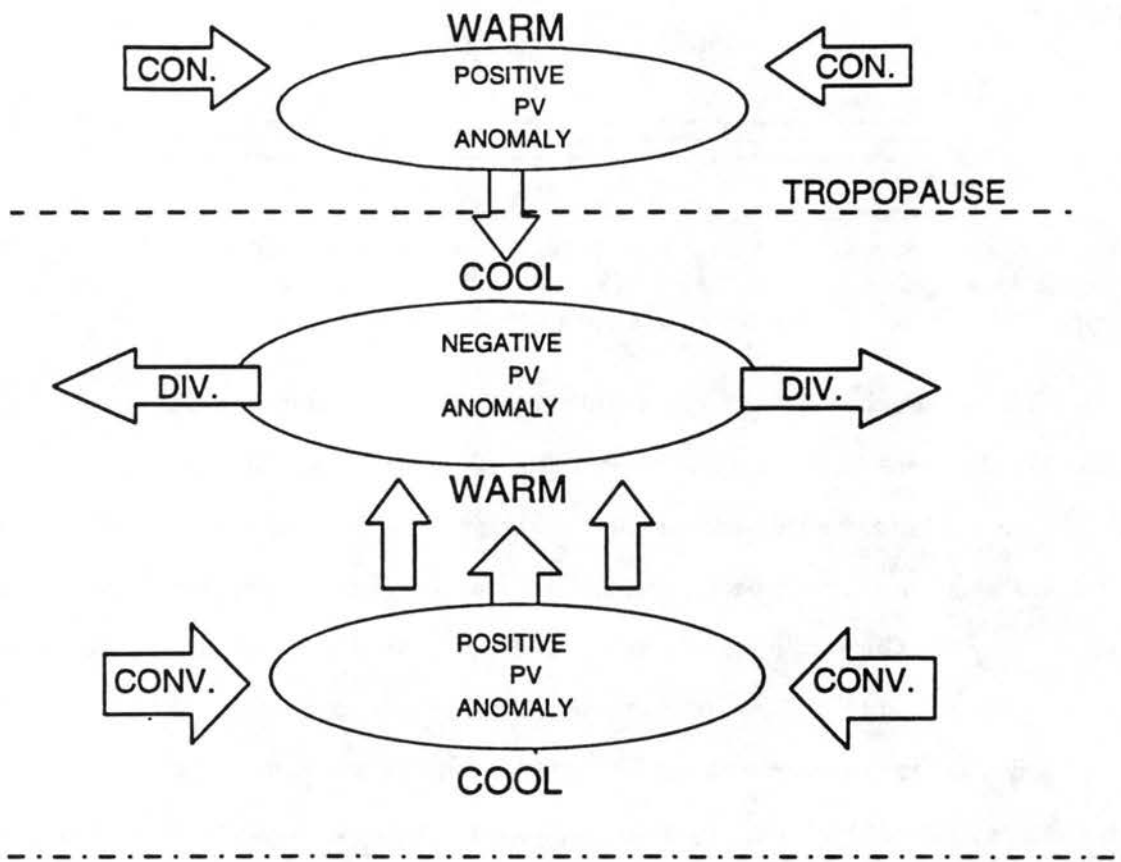 WARM
CON.
POSITIVE
PV
ANOMALY
CON.
TROPOPAUSE
COOL
NEGATIVE
PV
ANOMALY
DIV.
DIV.
WARM
POSITIVE
PV
ANOMALY
CONV.
CONV.
COOL